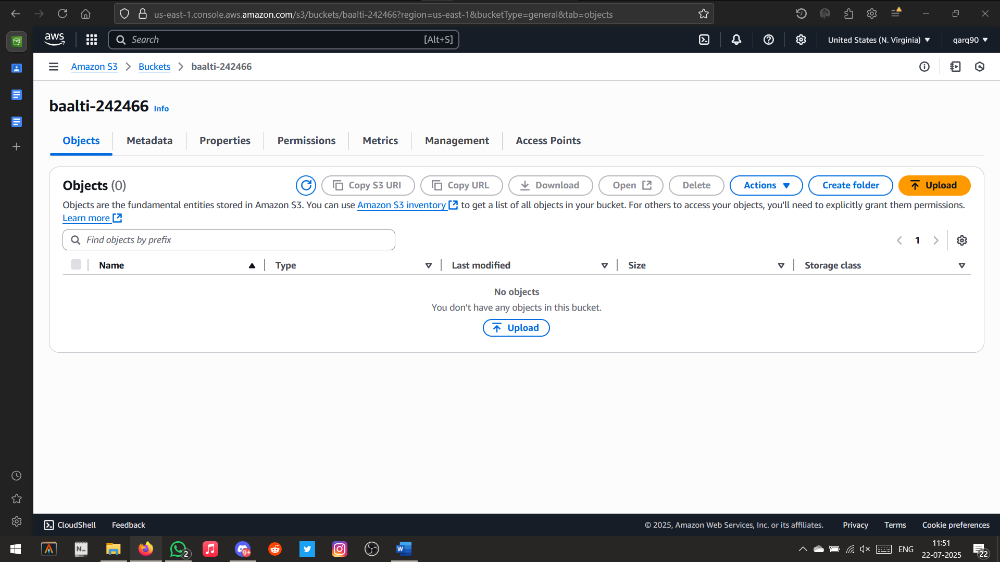 us-east-1.console.aws.amazon.com/s3/buckets/baalti-242466?region=us-east-1&bucketType=general&tab=objects
aws
Search
[Alt+S]
United States (N. Virginia)
qarq90
Amazon S3
Buckets
baalti-242466
baalti-242466
Info
Objects
Metadata
Properties
Permissions
Metrics
Management
Access Points
Objects (0)
Copy S3 URI
Copy URL
Download
Open
Delete
Actions
Create folder
Upload
Objects are the fundamental entities stored in Amazon S3. You can use Amazon S3 inventory to get a list of all objects in your bucket. For others to access your objects, you'll need to explicitly grant them permissions.
Learn more
Find objects by prefix
1
Name
Type
Last modified
Size
Storage class
No objects
You don't have any objects in this bucket.
Upload
CloudShell
Feedback
© 2025, Amazon Web Services, Inc. or its affiliates.
Privacy
Terms
Cookie preferences
N_
2
9+
W
ENG
11:51
22-07-2025
22